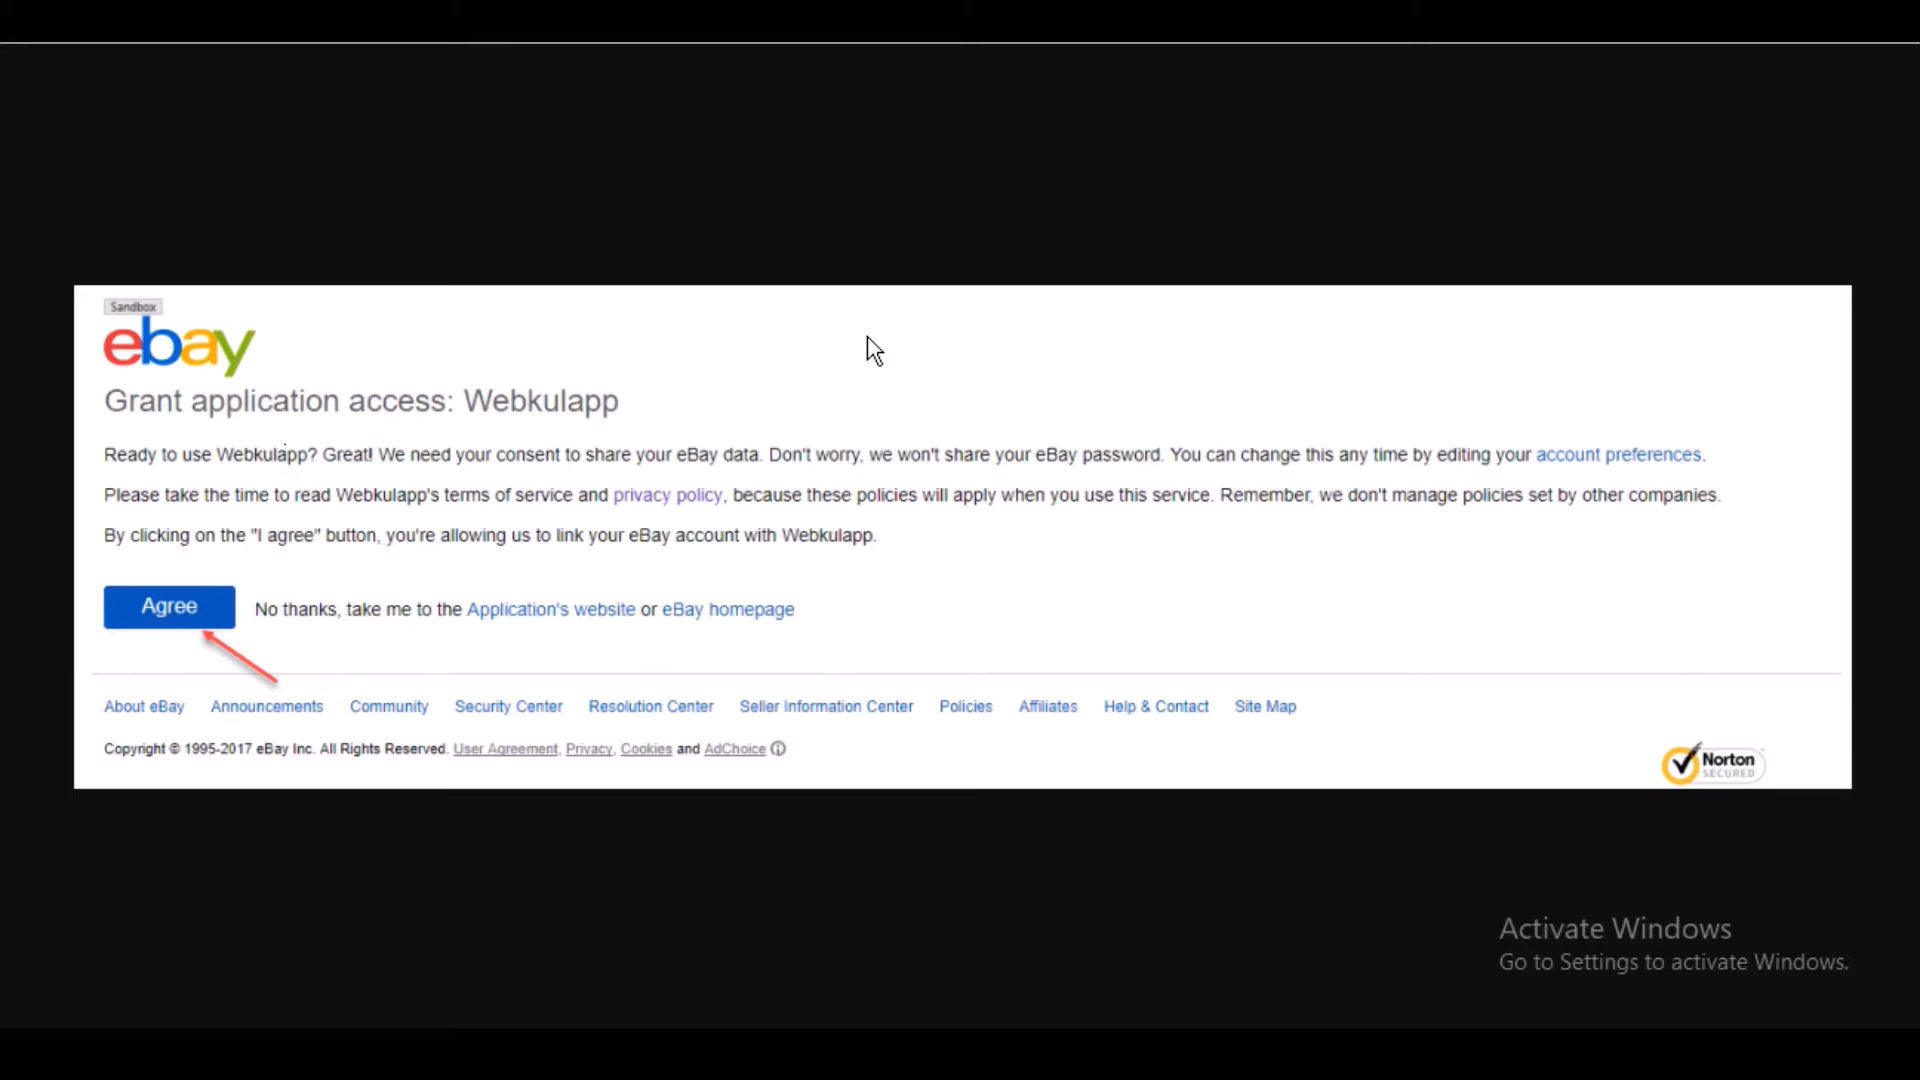 Sandbox
ebay
Grant application access: Webkulapp
Ready to use Webkulapp? Great! We need your consent to share your eBay data. Don't worry, we won't share your eBay password. You can change this any time by editing your account preferences.
Please take the time to read Webkulapp's terms of service and privacy policy, because these policies will apply when you use this service. Remember, we don't manage policies set by other companies.
By clicking on the "I agree" button, you're allowing us to link your eBay account with Webkulapp.
Agree No thanks, take me to the Application's website or eBay homepage
About eBay Announcements Community Security Center Resolution Center Seller Information Center Policies Affiliates Help & Contact Site Map
Copyright © 1995-2017 eBay Inc. All Rights Reserved. User Agreement, Privacy, Cookies and AdChoice
Norton
SECURED
Activate Windows
Go to Settings to activate Windows.